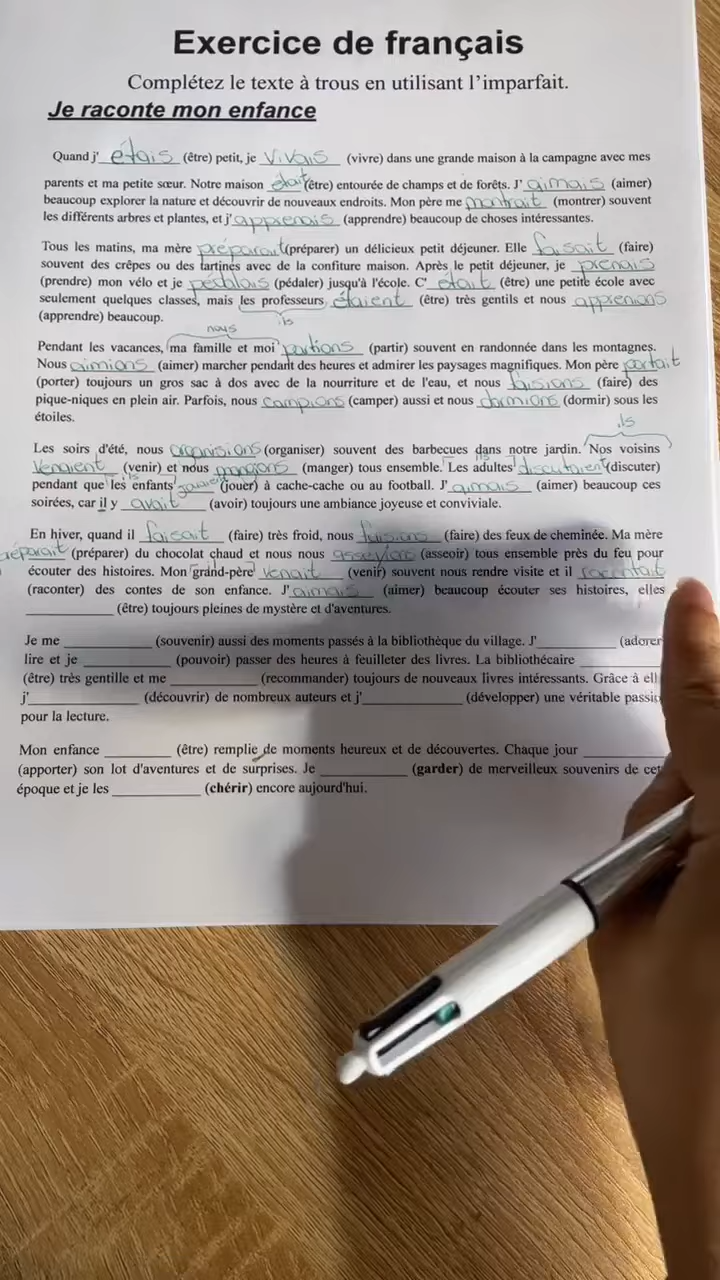 Exercice de français
Complétez le texte à trous en utilisant l'imparfait.
Je raconte mon enfance
Quand j' étais (être) petit, je vivais (vivre) dans une grande maison à la campagne avec mes
parents et ma petite sœur. Notre maison était (être) entourée de champs et de forêts. J' aimais (aimer)
beaucoup explorer la nature et découvrir de nouveaux endroits. Mon père me montrait (montrer) souvent
les différents arbres et plantes, et j' apprenais (apprendre) beaucoup de choses intéressantes.
Tous les matins, ma mère préparait (préparer) un délicieux petit déjeuner. Elle faisait (faire)
souvent des crêpes ou des tartines avec de la confiture maison. Après le petit déjeuner, je prenais
(prendre) mon vélo et je pédalais (pédaler) jusqu'à l'école. C' était (être) une petite école avec
seulement quelques classes, mais les professeurs étaient (être) très gentils et nous apprenions
(apprendre) beaucoup.
nous ils
Pendant les vacances, ma famille et moi partions (partir) souvent en randonnée dans les montagnes.
Nous aimions (aimer) marcher pendant des heures et admirer les paysages magnifiques. Mon père portait
(porter) toujours un gros sac à dos avec de la nourriture et de l'eau, et nous faisions (faire) des
pique-niques en plein air. Parfois, nous campions (camper) aussi et nous dormions (dormir) sous les
étoiles.
ils
Les soirs d'été, nous organisions (organiser) souvent des barbecues dans notre jardin. Nos voisins
venaient (venir) et nous mangions (manger) tous ensemble. Les adultes ils discutaient (discuter)
pendant que les enfants ils jouaient (jouer) à cache-cache ou au football. J' aimais (aimer) beaucoup ces
soirées, car il y avait (avoir) toujours une ambiance joyeuse et conviviale.
En hiver, quand il faisait (faire) très froid, nous faisions (faire) des feux de cheminée. Ma mère
réparait (préparer) du chocolat chaud et nous nous asseyions (asseoir) tous ensemble près du feu pour
écouter des histoires. Mon grand-père venait (venir) souvent nous rendre visite et il racontait
(raconter) des contes de son enfance. J' aimais (aimer) beaucoup écouter ses histoires, elles
(être) toujours pleines de mystère et d'aventures.
Je me (souvenir) aussi des moments passés à la bibliothèque du village. J' (adorer
lire et je (pouvoir) passer des heures à feuilleter des livres. La bibliothécaire
(être) très gentille et me (recommander) toujours de nouveaux livres intéressants. Grâce à ell
j' (découvrir) de nombreux auteurs et j' (développer) une véritable passio
pour la lecture.
Mon enfance (être) remplie de moments heureux et de découvertes. Chaque jour
(apporter) son lot d'aventures et de surprises. Je (garder) de merveilleux souvenirs de cet
époque et je les (chérir) encore aujourd'hui.